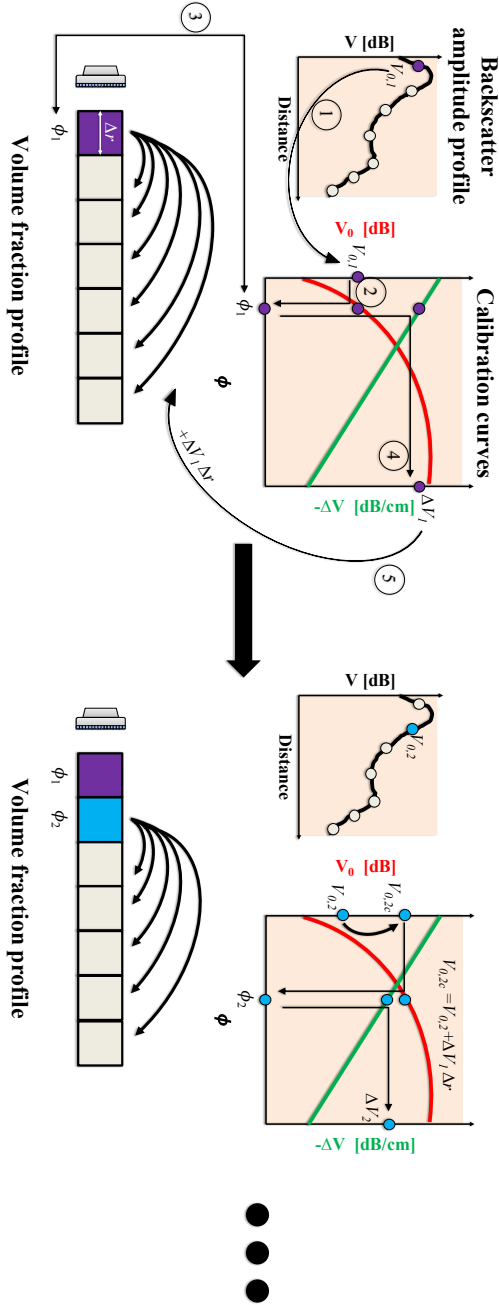 Backscatter
amplitude profile
V [dB]
Distance
V0,1
1
Calibration curves
V0 [dB]
V0,1
2
ϕ1
ϕ
4
ΔV1
-ΔV [dB/cm]
3
5
+ΔV1 Δr
Δr
ϕ1
Volume fraction profile
V [dB]
Distance
V0,2
V0 [dB]
V0,2c
V0,2
V0,2c =V0,2+ΔV1 Δr
ϕ2
ϕ
ΔV2
-ΔV [dB/cm]
ϕ1
ϕ2
Volume fraction profile